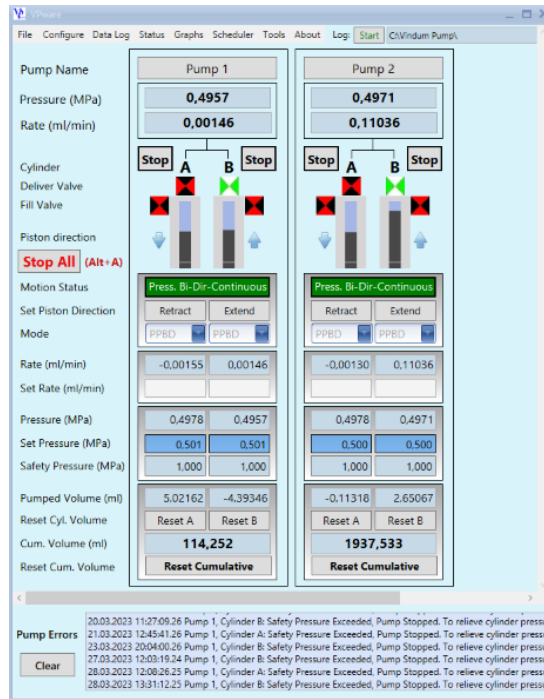 VPware
File Configure Data Log Status Graphs Scheduler Tools About Log: Start C:\Vindum Pump\
Pump Name Pump 1 Pump 2
Pressure (MPa) 0,4957 0,4971
Rate (ml/min) 0,00146 0,11036
Cylinder Stop A B Stop Stop A B Stop
Deliver Valve
Fill Valve
Piston direction
Stop All (Alt+A)
Motion Status Press. Bi-Dir-Continuous Press. Bi-Dir-Continuous
Set Piston Direction Retract Extend Retract Extend
Mode PPBD PPBD PPBD PPBD
Rate (ml/min) -0,00155 0,00146 -0,00130 0,11036
Set Rate (ml/min)
Pressure (MPa) 0,4978 0,4957 0,4978 0,4971
Set Pressure (MPa) 0,501 0,501 0,500 0,500
Safety Pressure (MPa) 1,000 1,000 1,000 1,000
Pumped Volume (ml) 5.02162 -4.39346 -0.11318 2.65067
Reset Cyl. Volume Reset A Reset B Reset A Reset B
Cum. Volume (ml) 114,252 1937,533
Reset Cum. Volume Reset Cumulative Reset Cumulative
Pump Errors
Clear
20.03.2023 11:27:09.26 Pump 1, Cylinder B: Safety Pressure Exceeded, Pump Stopped. To relieve cylinder pressu
21.03.2023 12:45:41.26 Pump 1, Cylinder A: Safety Pressure Exceeded, Pump Stopped. To relieve cylinder pressu
23.03.2023 20:04:00.26 Pump 1, Cylinder B: Safety Pressure Exceeded, Pump Stopped. To relieve cylinder pressu
27.03.2023 12:03:19.24 Pump 1, Cylinder B: Safety Pressure Exceeded, Pump Stopped. To relieve cylinder pressu
28.03.2023 12:08:26.25 Pump 1, Cylinder A: Safety Pressure Exceeded, Pump Stopped. To relieve cylinder pressu
28.03.2023 13:31:12.25 Pump 1, Cylinder B: Safety Pressure Exceeded, Pump Stopped. To relieve cylinder pressu